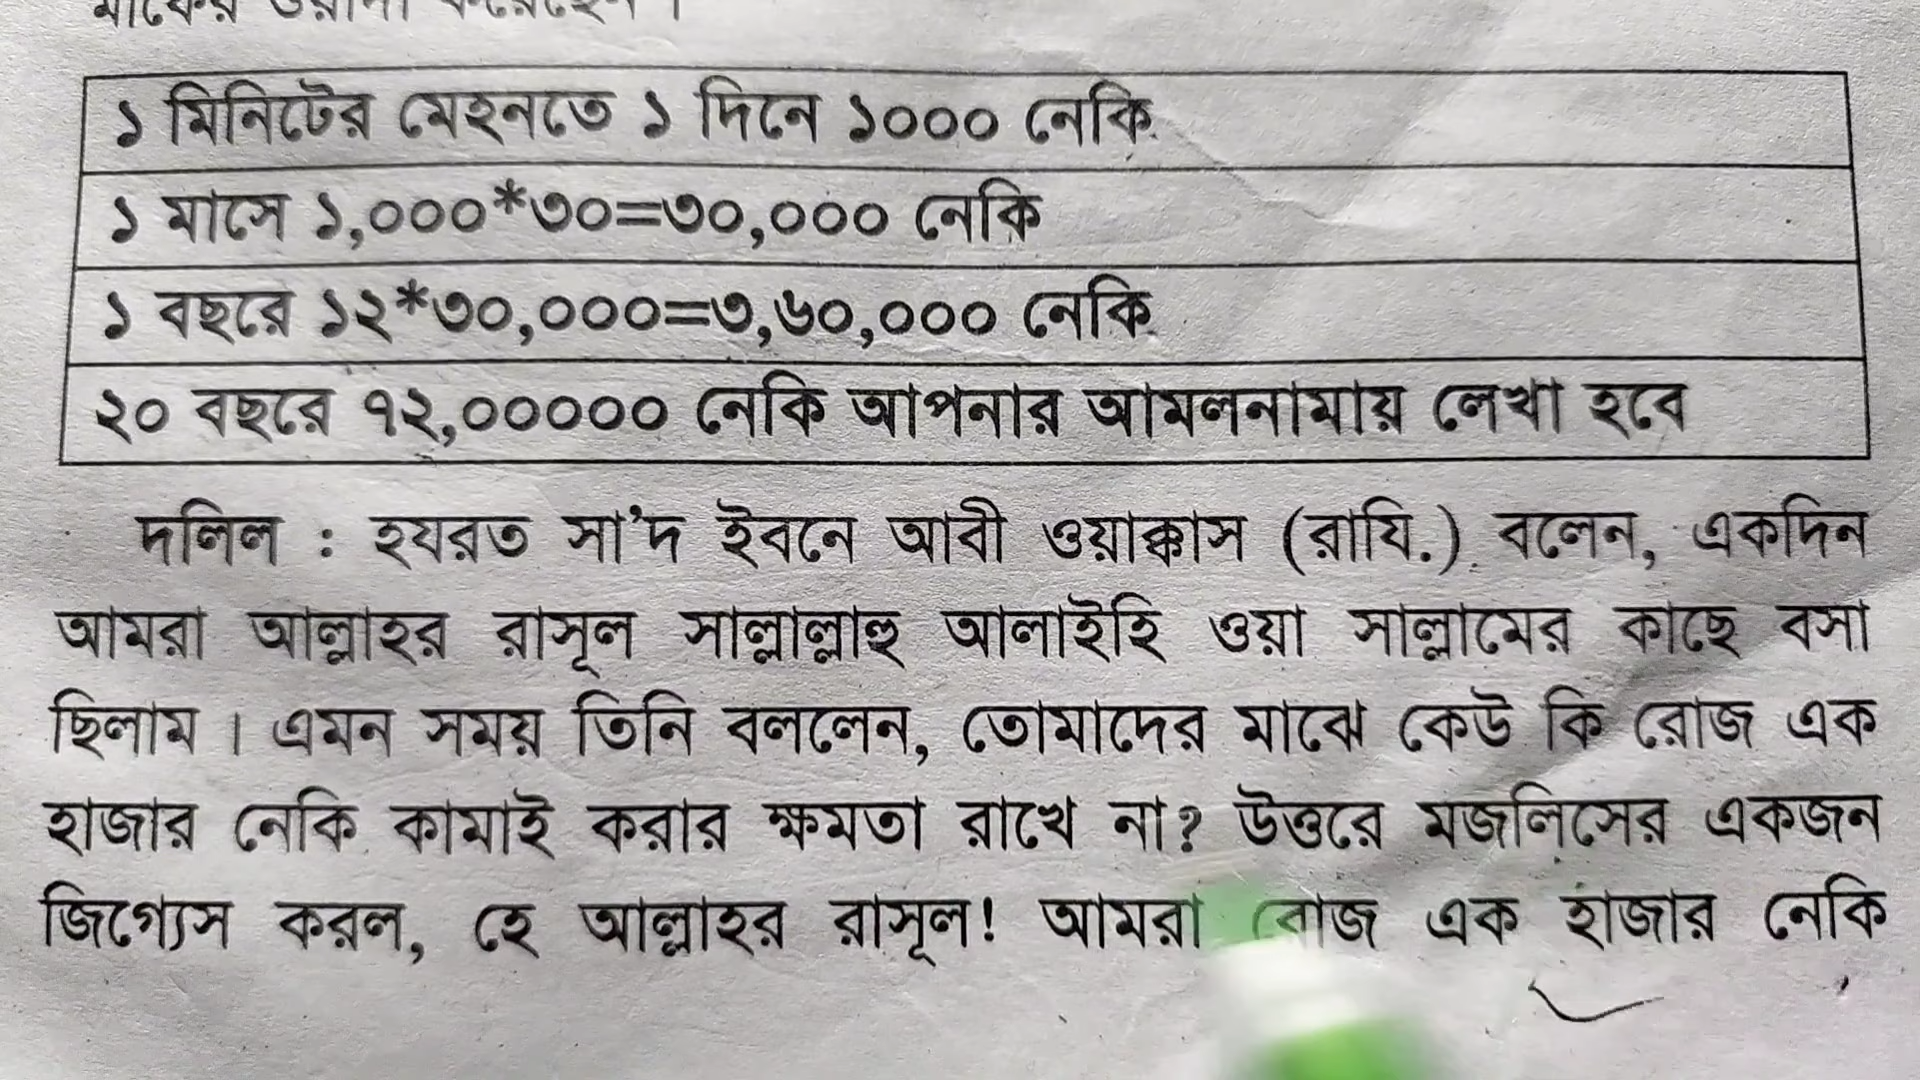 ১ মিনিটের মেহনতে ১ দিনে ১০০০ নেকি
১ মাসে ১,০০০*৩০=৩০,০০০ নেকি
১ বছরে ১২*৩০,০০০=৩,৬০,০০০ নেকি
২০ বছরে ৭২,০০০০০ নেকি আপনার আমলনামায় লেখা হবে
দলিল : হযরত সা'দ ইবনে আবী ওয়াক্কাস (রাযি.) বলেন, একদিন
আমরা আল্লাহর রাসূল সাল্লাল্লাহু আলাইহি ওয়া সাল্লামের কাছে বসা
ছিলাম। এমন সময় তিনি বললেন, তোমাদের মাঝে কেউ কি রোজ এক
হাজার নেকি কামাই করার ক্ষমতা রাখে না? উত্তরে মজলিসের একজন
জিগ্যেস করল, হে আল্লাহর রাসূল! আমরা রোজ এক হাজার নেকি